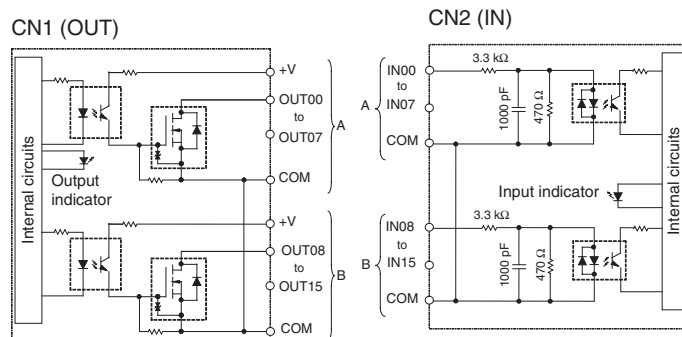 CN1 (OUT)
+V
OUT00
to
OUT07
COM
A
Internal circuits
Output
indicator
+V
OUT08
to
OUT15
COM
B
CN2 (IN)
IN00
to
IN07
COM
A
3.3 kΩ
1000 pF
470 Ω
Internal circuits
Input indicator
IN08
to
IN15
COM
B
3.3 kΩ
1000 pF
470 Ω